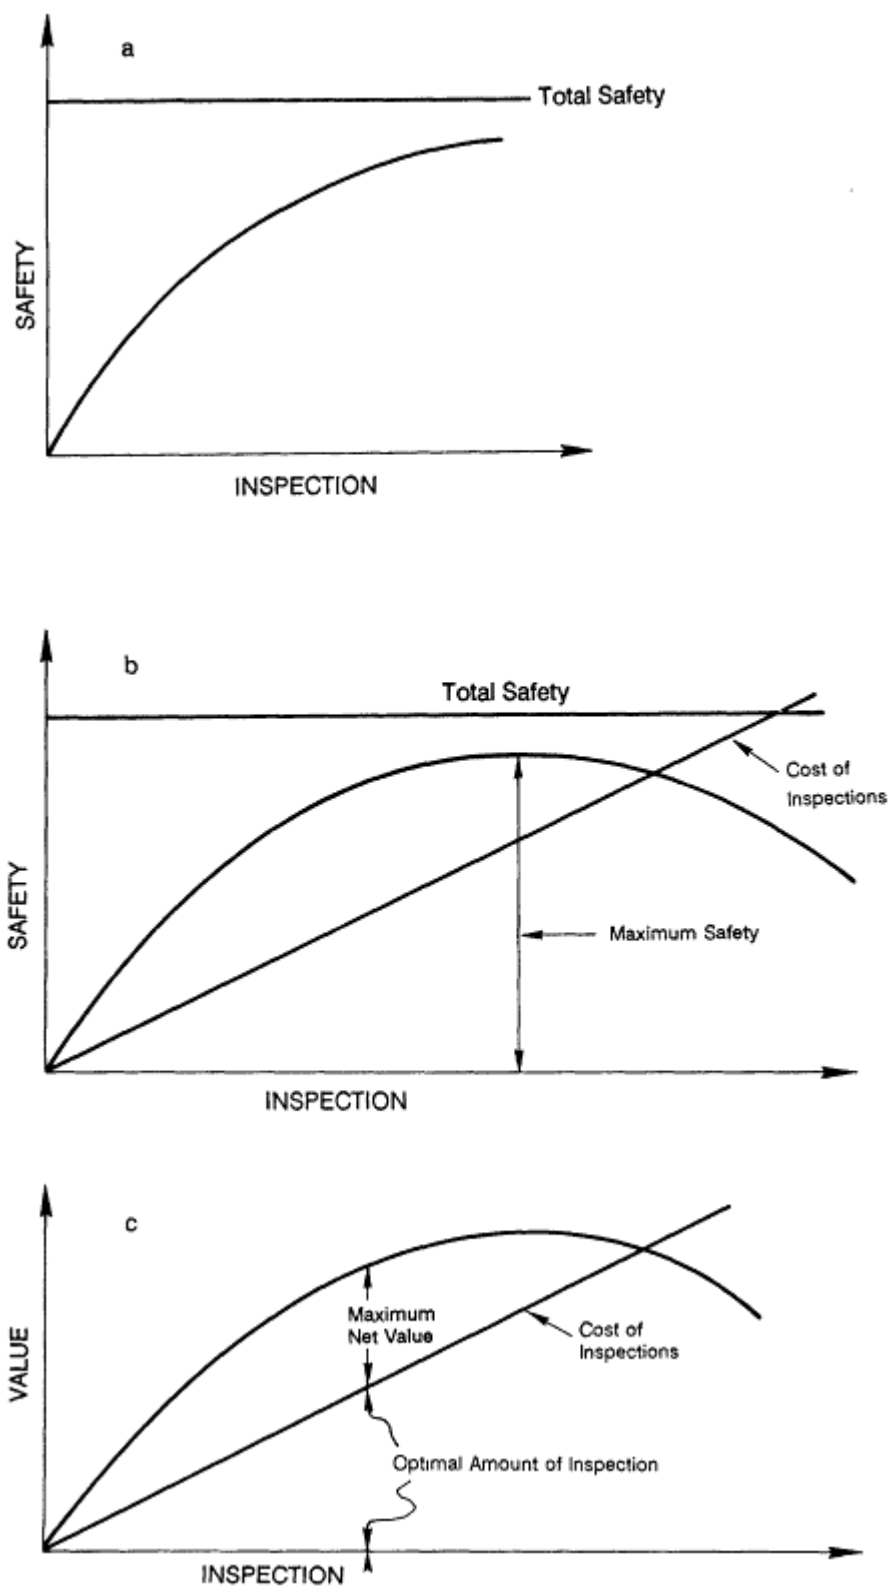 a
Total Safety
SAFETY
INSPECTION
b
Total Safety
Cost of
Inspections
SAFETY
Maximum Safety
INSPECTION
c
Maximum
Net Value
Cost of
Inspections
VALUE
Optimal Amount of Inspection
INSPECTION